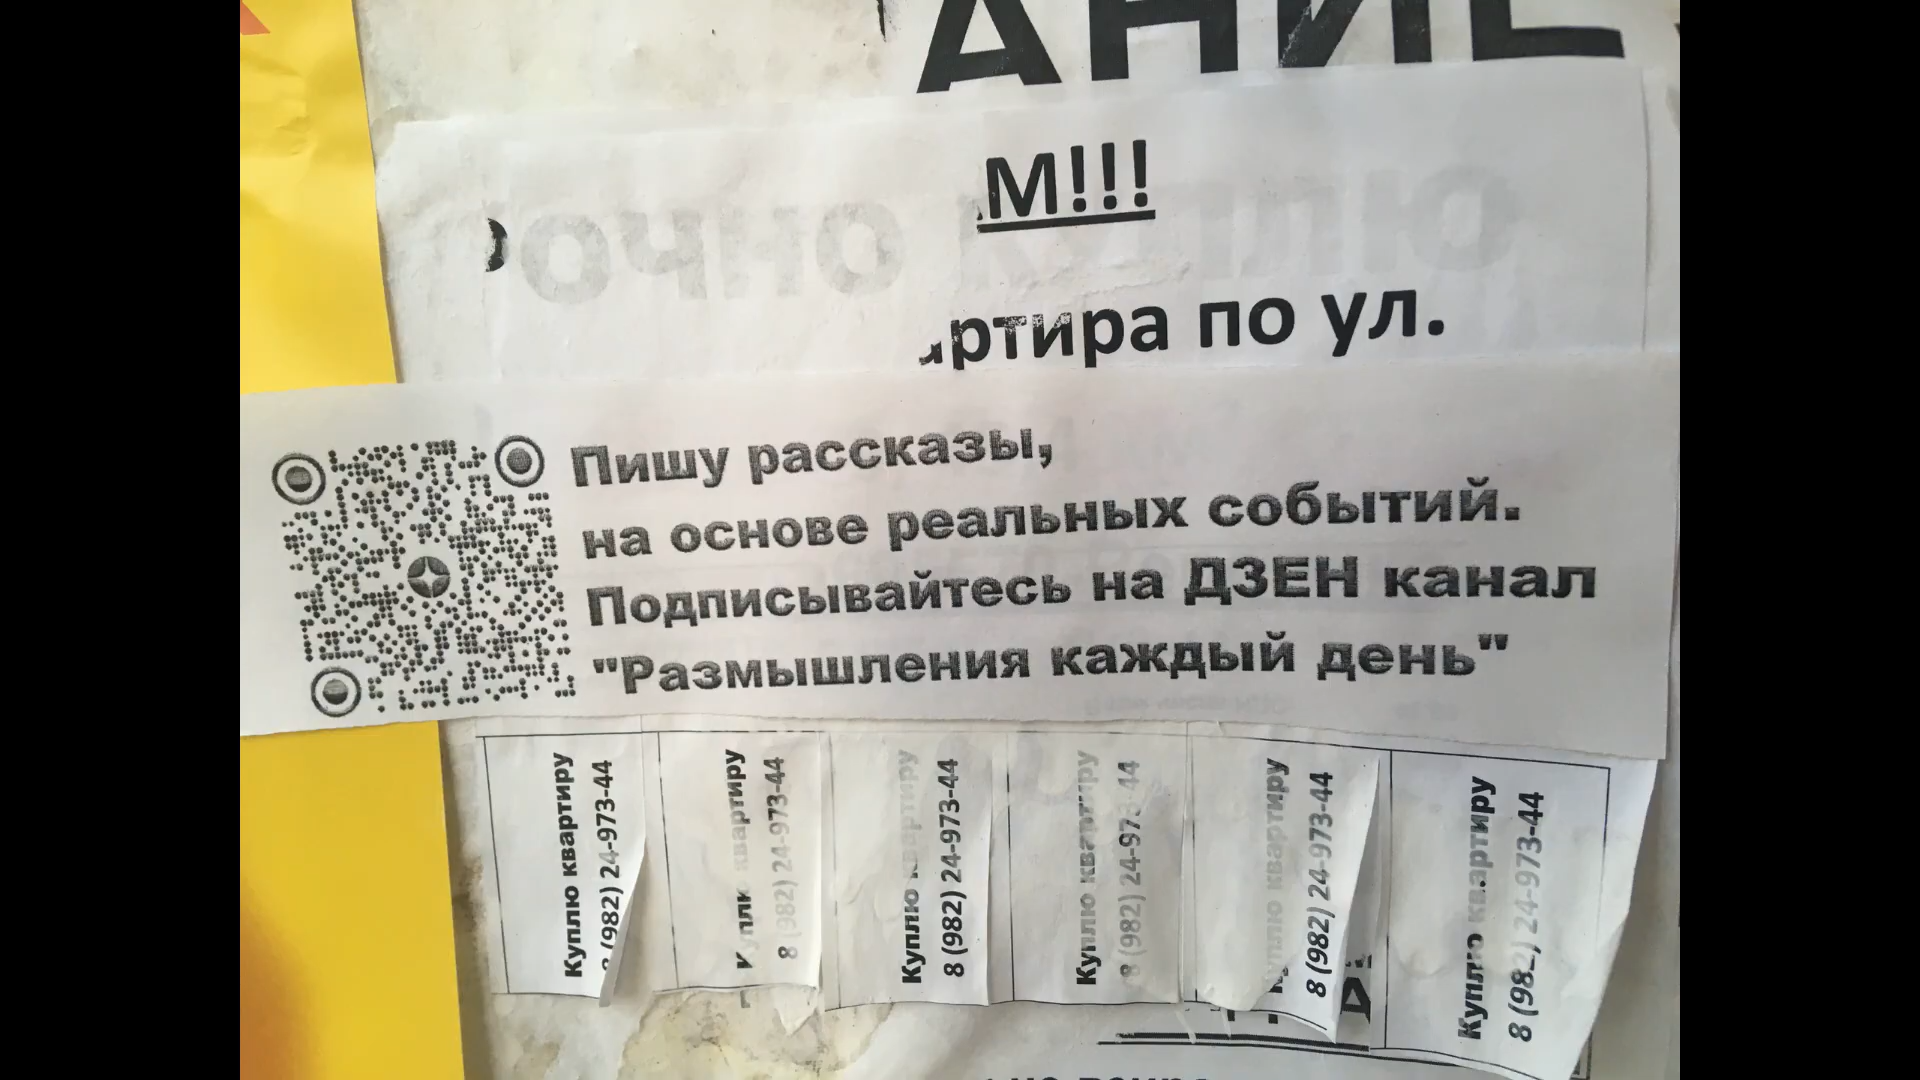 АНИЕ
М!!!
рочно куплю
артира по ул.
Пишу рассказы,
на основе реальных событий.
Подписывайтесь на ДЗЕН канал
"Размышления каждый день"
Куплю квартиру
8 (982) 24-973-44
Куплю квартиру
8 (982) 24-973-44
Куплю квартиру
8 (982) 24-973-44
Куплю квартиру
8 (982) 24-973-44
Куплю квартиру
8 (982) 24-973-44
Куплю квартиру
8 (982) 24-973-44